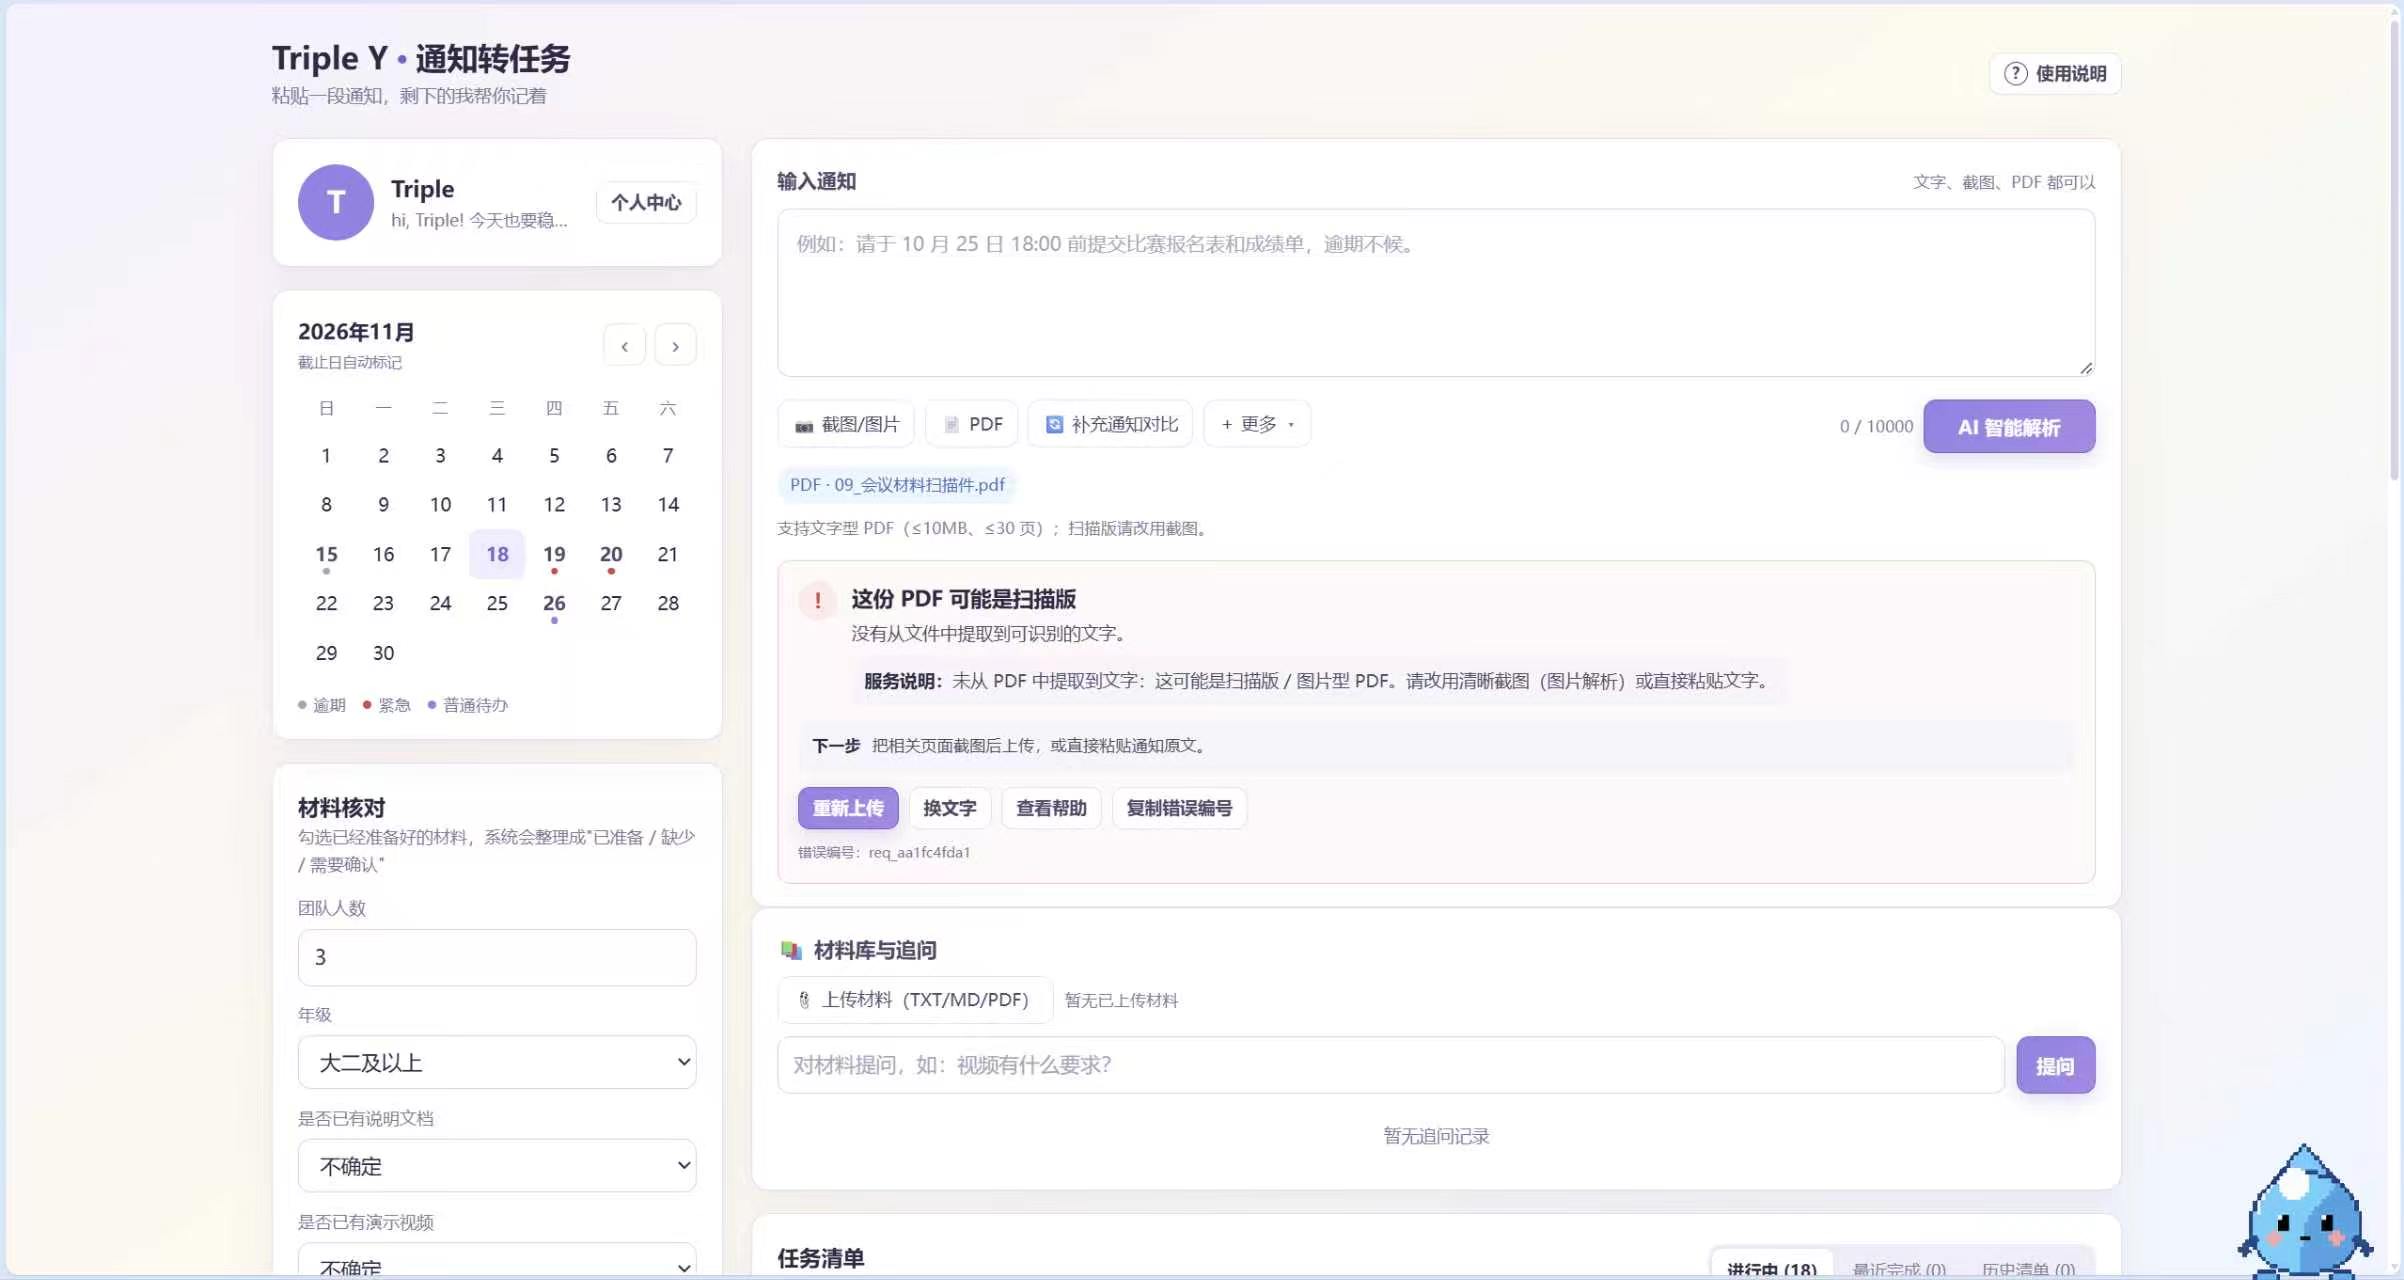 Triple Y • 通知转任务
粘贴一段通知，剩下的我帮你记着
? 使用说明
T
Triple
hi, Triple! 今天也要稳...
个人中心
2026年11月
截止日自动标记
‹ ›
日 一 二 三 四 五 六
1 2 3 4 5 6 7
8 9 10 11 12 13 14
15 16 17 18 19 20 21
22 23 24 25 26 27 28
29 30
逾期 紧急 普通待办
材料核对
勾选已经准备好的材料，系统会整理成"已准备 / 缺少
/ 需要确认"
团队人数
3
年级
大二及以上
是否已有说明文档
不确定
是否已有演示视频
不确定
输入通知
文字、截图、PDF 都可以
例如：请于 10 月 25 日 18:00 前提交比赛报名表和成绩单，逾期不候。
截图/图片 PDF 补充通知对比 + 更多
0 / 10000
AI 智能解析
PDF · 09_会议材料扫描件.pdf
支持文字型 PDF（≤10MB、≤30 页）；扫描版请改用截图。
! 这份 PDF 可能是扫描版
没有从文件中提取到可识别的文字。
服务说明：未从 PDF 中提取到文字：这可能是扫描版 / 图片型 PDF。请改用清晰截图（图片解析）或直接粘贴文字。
下一步 把相关页面截图后上传，或直接粘贴通知原文。
重新上传 换文字 查看帮助 复制错误编号
错误编号：req_aa1fc4fda1
材料库与追问
上传材料（TXT/MD/PDF） 暂无已上传材料
对材料提问，如：视频有什么要求？
提问
暂无追问记录
任务清单
进行中 (18) 最近完成 (0) 历史清单 (0)